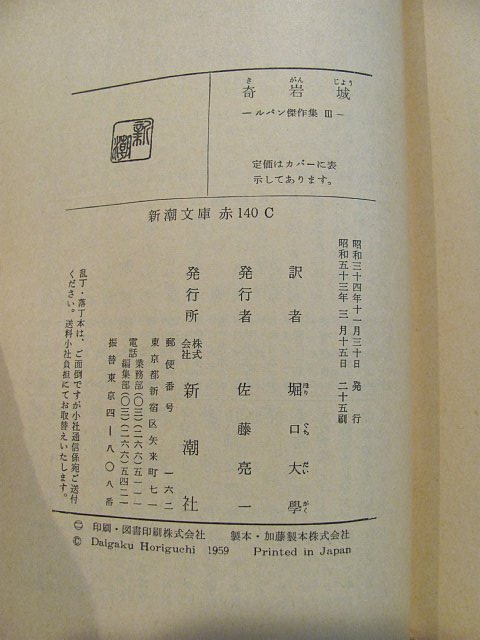 き がん じよう
奇岩城
―ルパン傑作集 III―
定価はカバーに表
示してあります。
新潮
新潮文庫 赤140C
昭和三十四年十一月三十日 発行
昭和五十三年三月十五日 二十五刷
訳者 堀口大學
ほり ぐち だい がく
発行者 佐藤亮一
発行所 株式会社 新潮社
郵便番号 一六二
東京都新宿区矢来町七一
電話 業務部(〇三)(二六六)五一一一
編集部(〇三)(二六六)五四二一
振替東京四―八〇八番
乱丁・落丁本は、ご面倒ですが小社通信係宛ご送付
ください。送料小社負担にてお取替えいたします。
印刷・図書印刷株式会社 製本・加藤製本株式会社
© Daigaku Horiguchi 1959 Printed in Japan